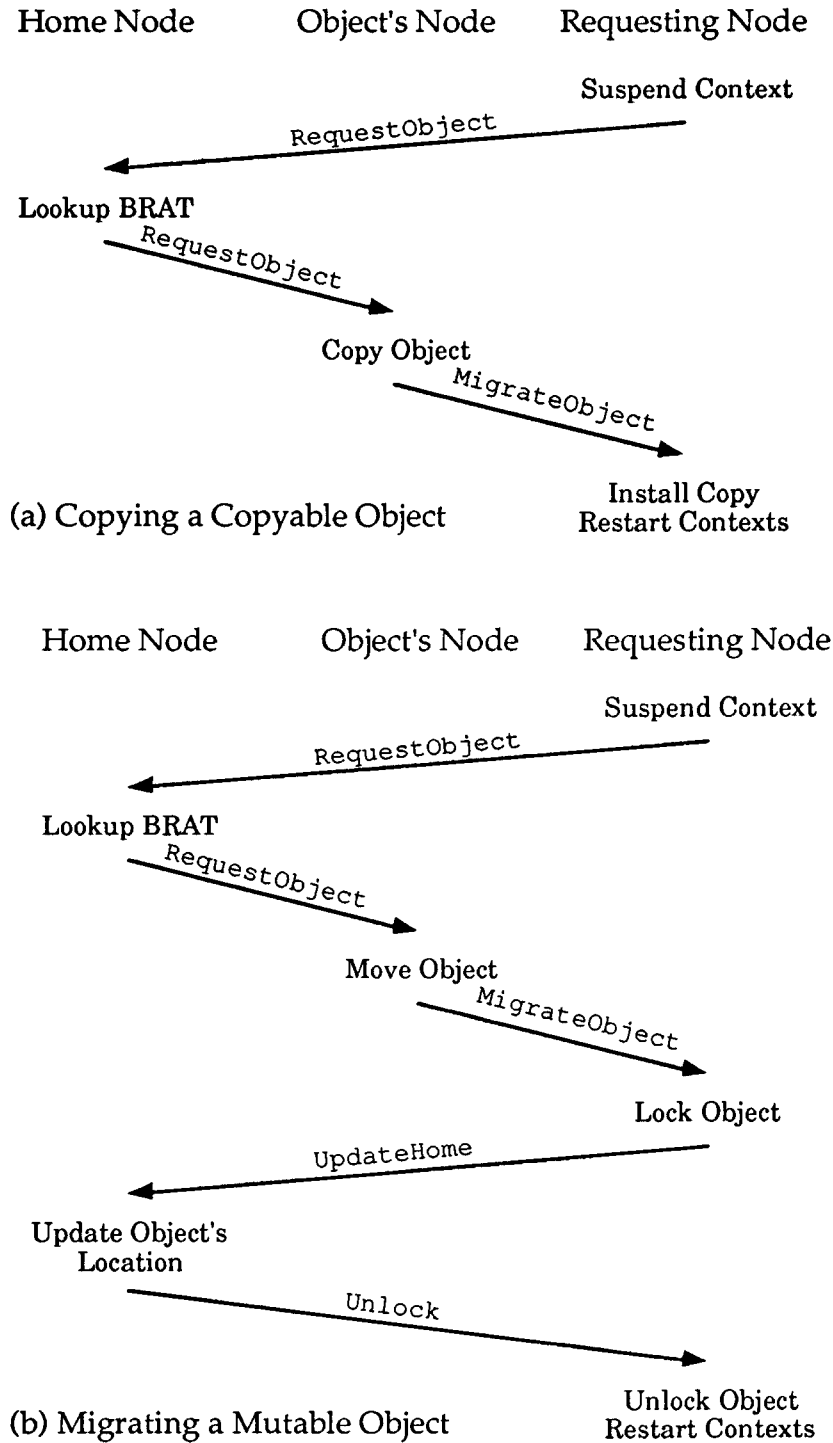 Home Node Object's Node Requesting Node
Suspend Context
RequestObject
Lookup BRAT
RequestObject
Copy Object
MigrateObject
Install Copy
Restart Contexts
(a) Copying a Copyable Object
Home Node Object's Node Requesting Node
Suspend Context
RequestObject
Lookup BRAT
RequestObject
Move Object
MigrateObject
Lock Object
UpdateHome
Update Object's
Location
Unlock
Unlock Object
Restart Contexts
(b) Migrating a Mutable Object